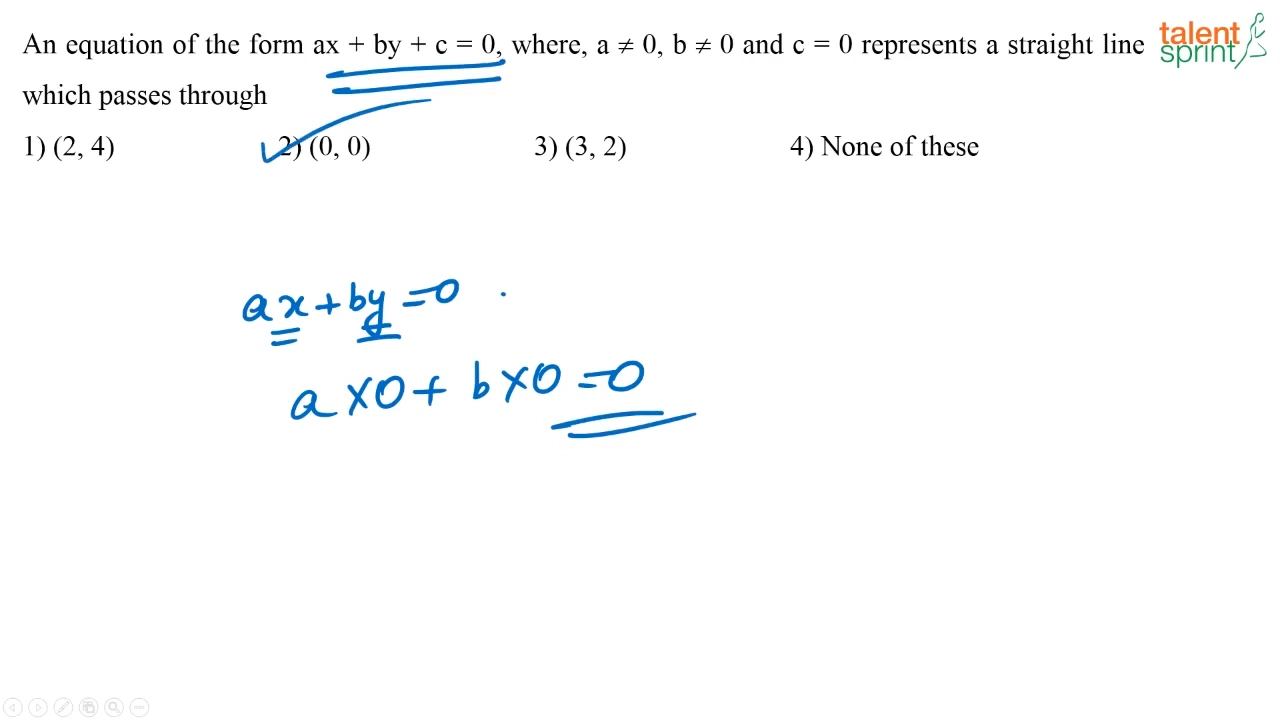 An equation of the form ax + by + c = 0, where, a ≠ 0, b ≠ 0 and c = 0 represents a straight line
which passes through
talent
sprint
1) (2, 4) 2) (0, 0) 3) (3, 2) 4) None of these
ax + by = 0
a × 0 + b × 0 = 0